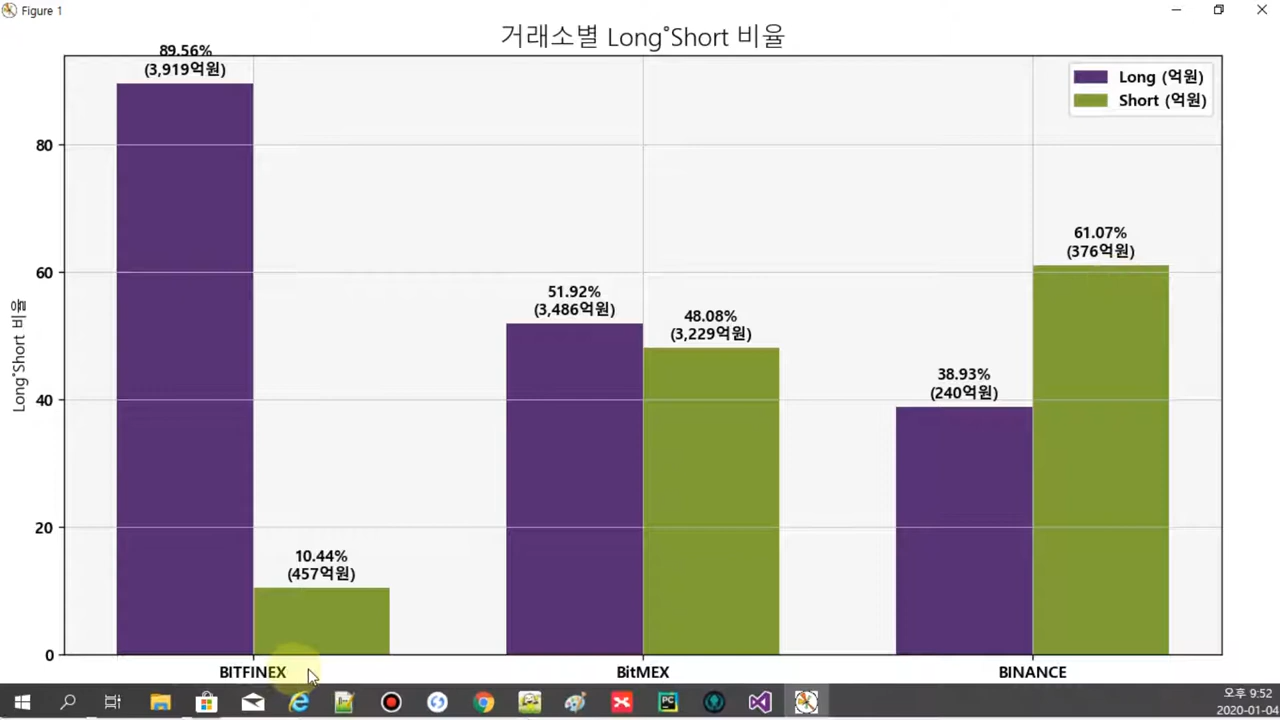 Figure 1
거래소별 Long˚Short 비율
89.56%
(3,919억원)
Long (억원)
Short (억원)
80
61.07%
(376억원)
60
51.92%
(3,486억원)
48.08%
(3,229억원)
Long˚Short 비율
38.93%
(240억원)
40
20
10.44%
(457억원)
0
BITFINEX
BitMEX
BINANCE
PC
오후 9:52
2020-01-04